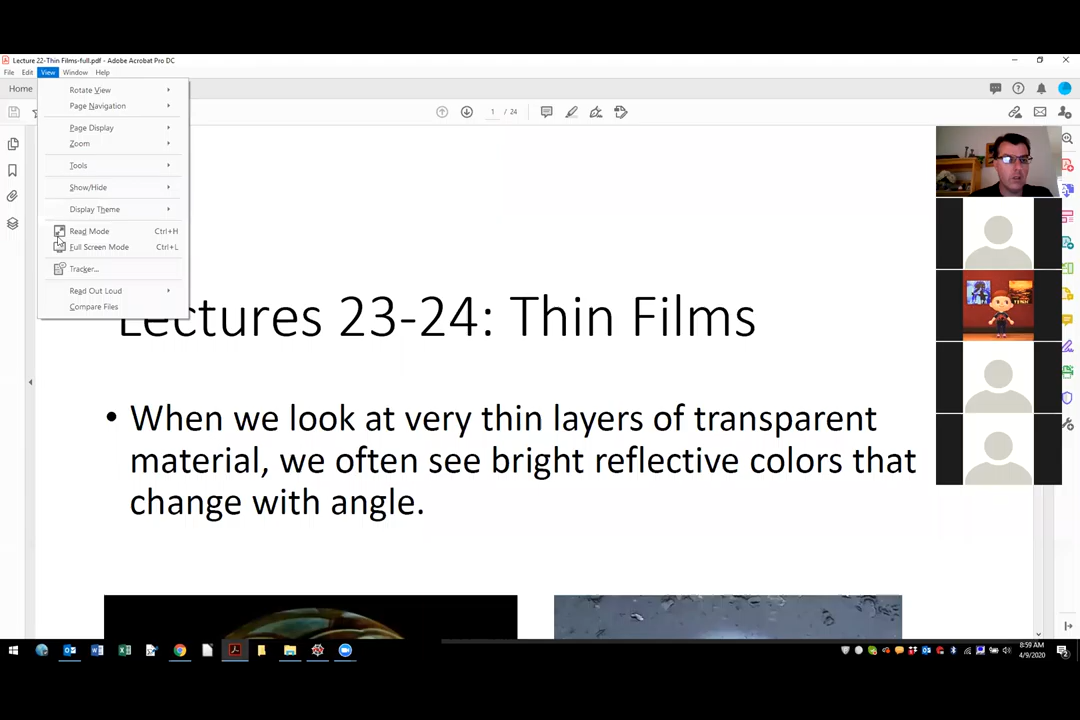 Lecture 22-Thin Films-full.pdf - Adobe Acrobat Pro DC
File Edit View Window Help
Home
1 / 24
Rotate View
Page Navigation
Page Display
Zoom
Tools
Show/Hide
Display Theme
Read Mode Ctrl+H
Full Screen Mode Ctrl+L
Tracker...
Read Out Loud
Compare Files
Lectures 23-24: Thin Films
• When we look at very thin layers of transparent
material, we often see bright reflective colors that
change with angle.
8:59 AM
4/9/2020